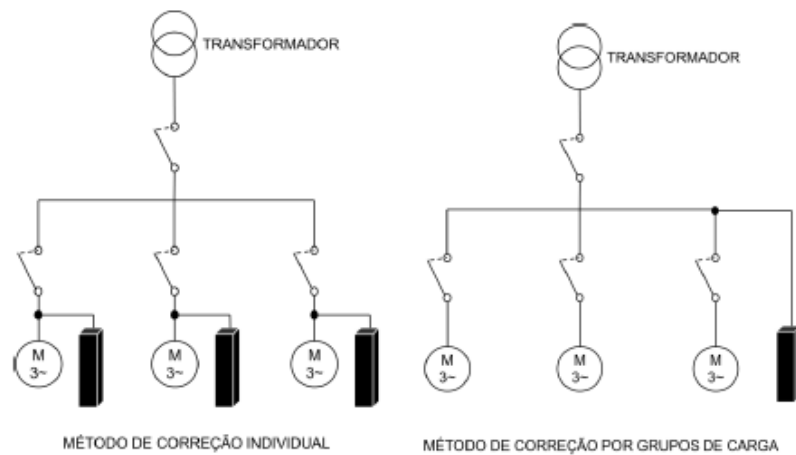 TRANSFORMADOR
M
3~
M
3~
M
3~
MÉTODO DE CORREÇÃO INDIVIDUAL
TRANSFORMADOR
M
3~
M
3~
M
3~
MÉTODO DE CORREÇÃO POR GRUPOS DE CARGA